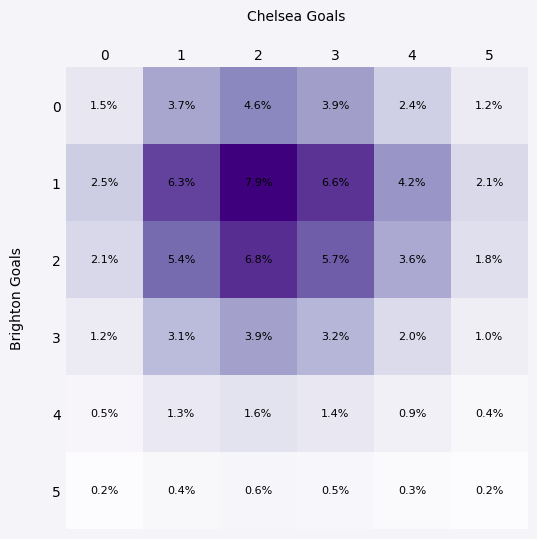 Chelsea Goals
0 1 2 3 4 5
0 1.5% 3.7% 4.6% 3.9% 2.4% 1.2%
1 2.5% 6.3% 7.9% 6.6% 4.2% 2.1%
2 2.1% 5.4% 6.8% 5.7% 3.6% 1.8%
3 1.2% 3.1% 3.9% 3.2% 2.0% 1.0%
4 0.5% 1.3% 1.6% 1.4% 0.9% 0.4%
5 0.2% 0.4% 0.6% 0.5% 0.3% 0.2%
Brighton Goals